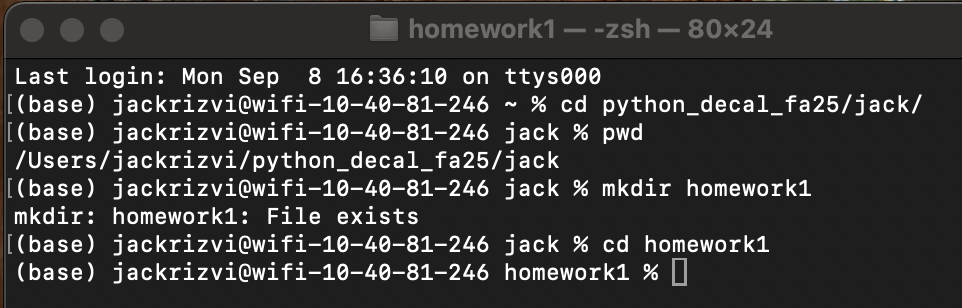 homework1 — -zsh — 80×24
Last login: Mon Sep  8 16:36:10 on ttys000
[(base) jackrizvi@wifi-10-40-81-246 ~ % cd python_decal_fa25/jack/
[(base) jackrizvi@wifi-10-40-81-246 jack % pwd
/Users/jackrizvi/python_decal_fa25/jack
[(base) jackrizvi@wifi-10-40-81-246 jack % mkdir homework1
mkdir: homework1: File exists
[(base) jackrizvi@wifi-10-40-81-246 jack % cd homework1
(base) jackrizvi@wifi-10-40-81-246 homework1 %